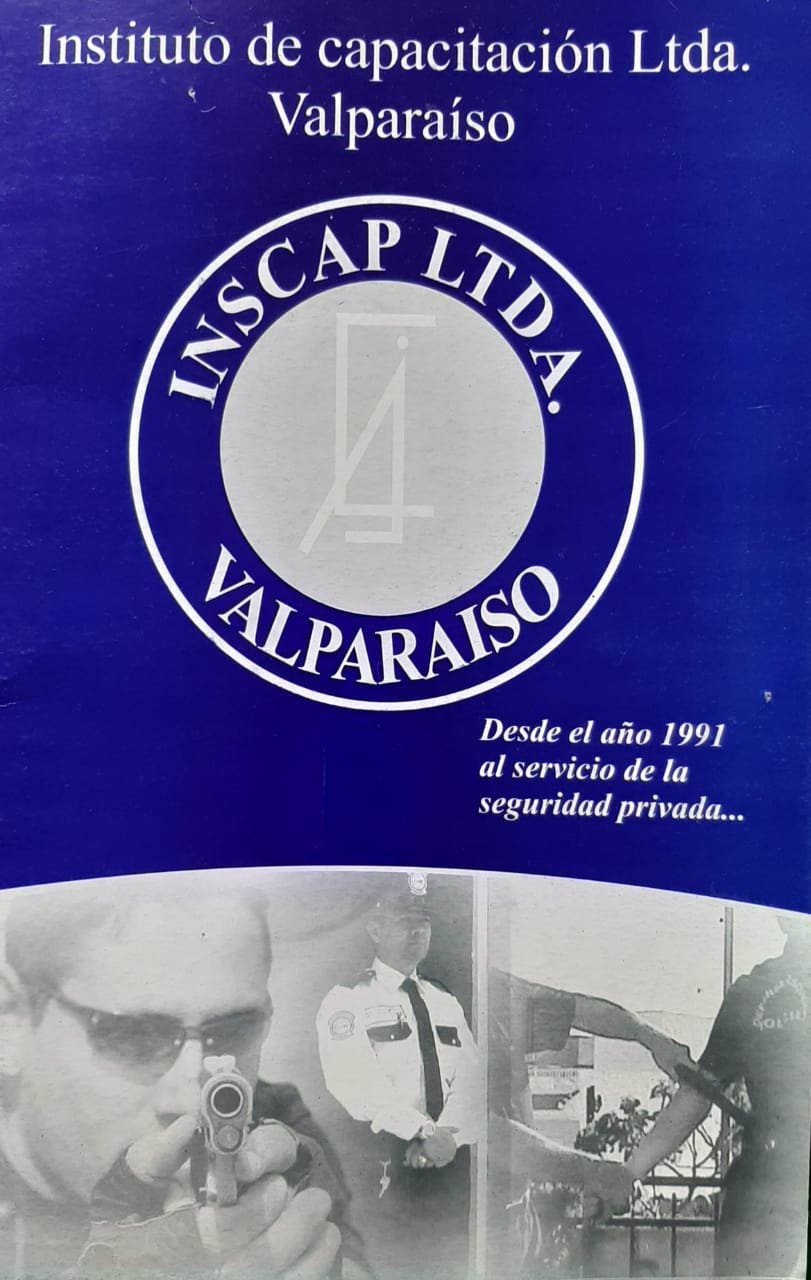 Instituto de capacitación Ltda.
Valparaíso
INSCAP LTDA.
VALPARAISO
Desde el año 1991
al servicio de la
seguridad privada...